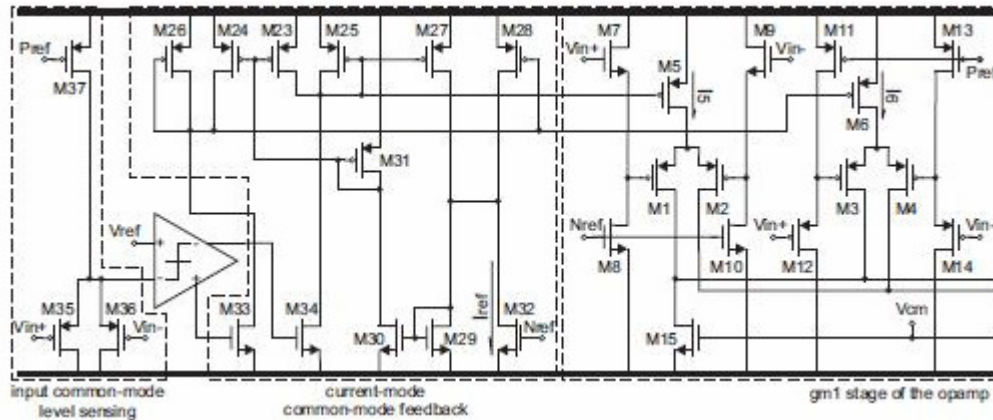 M26 M24 M23 M25 M27 M28 M7 M9 M11 M13
Pref Vin+ Vin- Pref
M37 M5 I5 I6
M6
M31
M1 M2 M3 M4
Vref Nref Vin+ Vin-
M8 M10 M12 M14
M35 M36 M33 M34 Iref M32 Vcm
Vin+ Vin- M30 M29 Nref M15
input common-mode
level sensing
current-mode
common-mode feedback
gm1 stage of the opamp